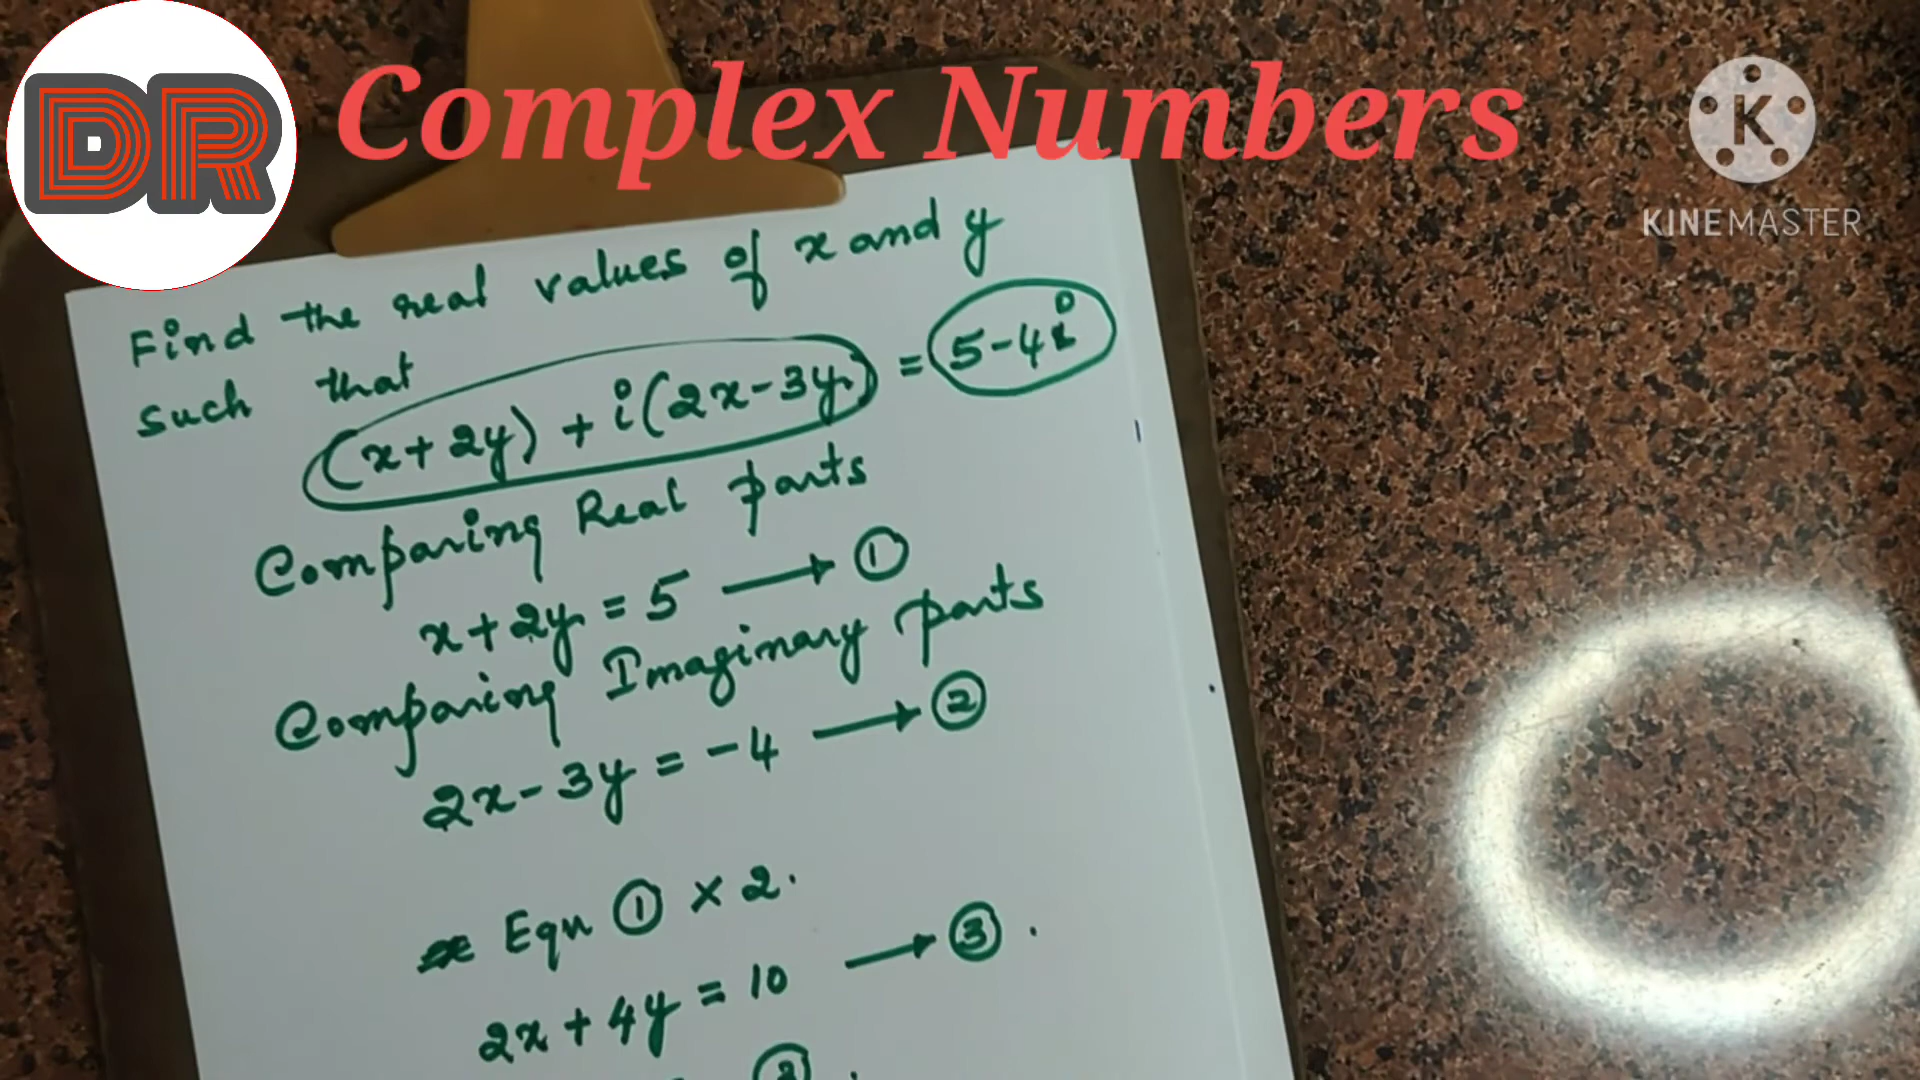 DR
Complex Numbers
K
KINEMASTER
Find the real values of x and y
such that
(x+2y) + i(2x-3y) = 5-4i
Comparing Real parts
x+2y = 5 → ①
Comparing Imaginary parts
2x-3y = -4 → ②
Eqn ① × 2.
2x+4y = 10 → ③.